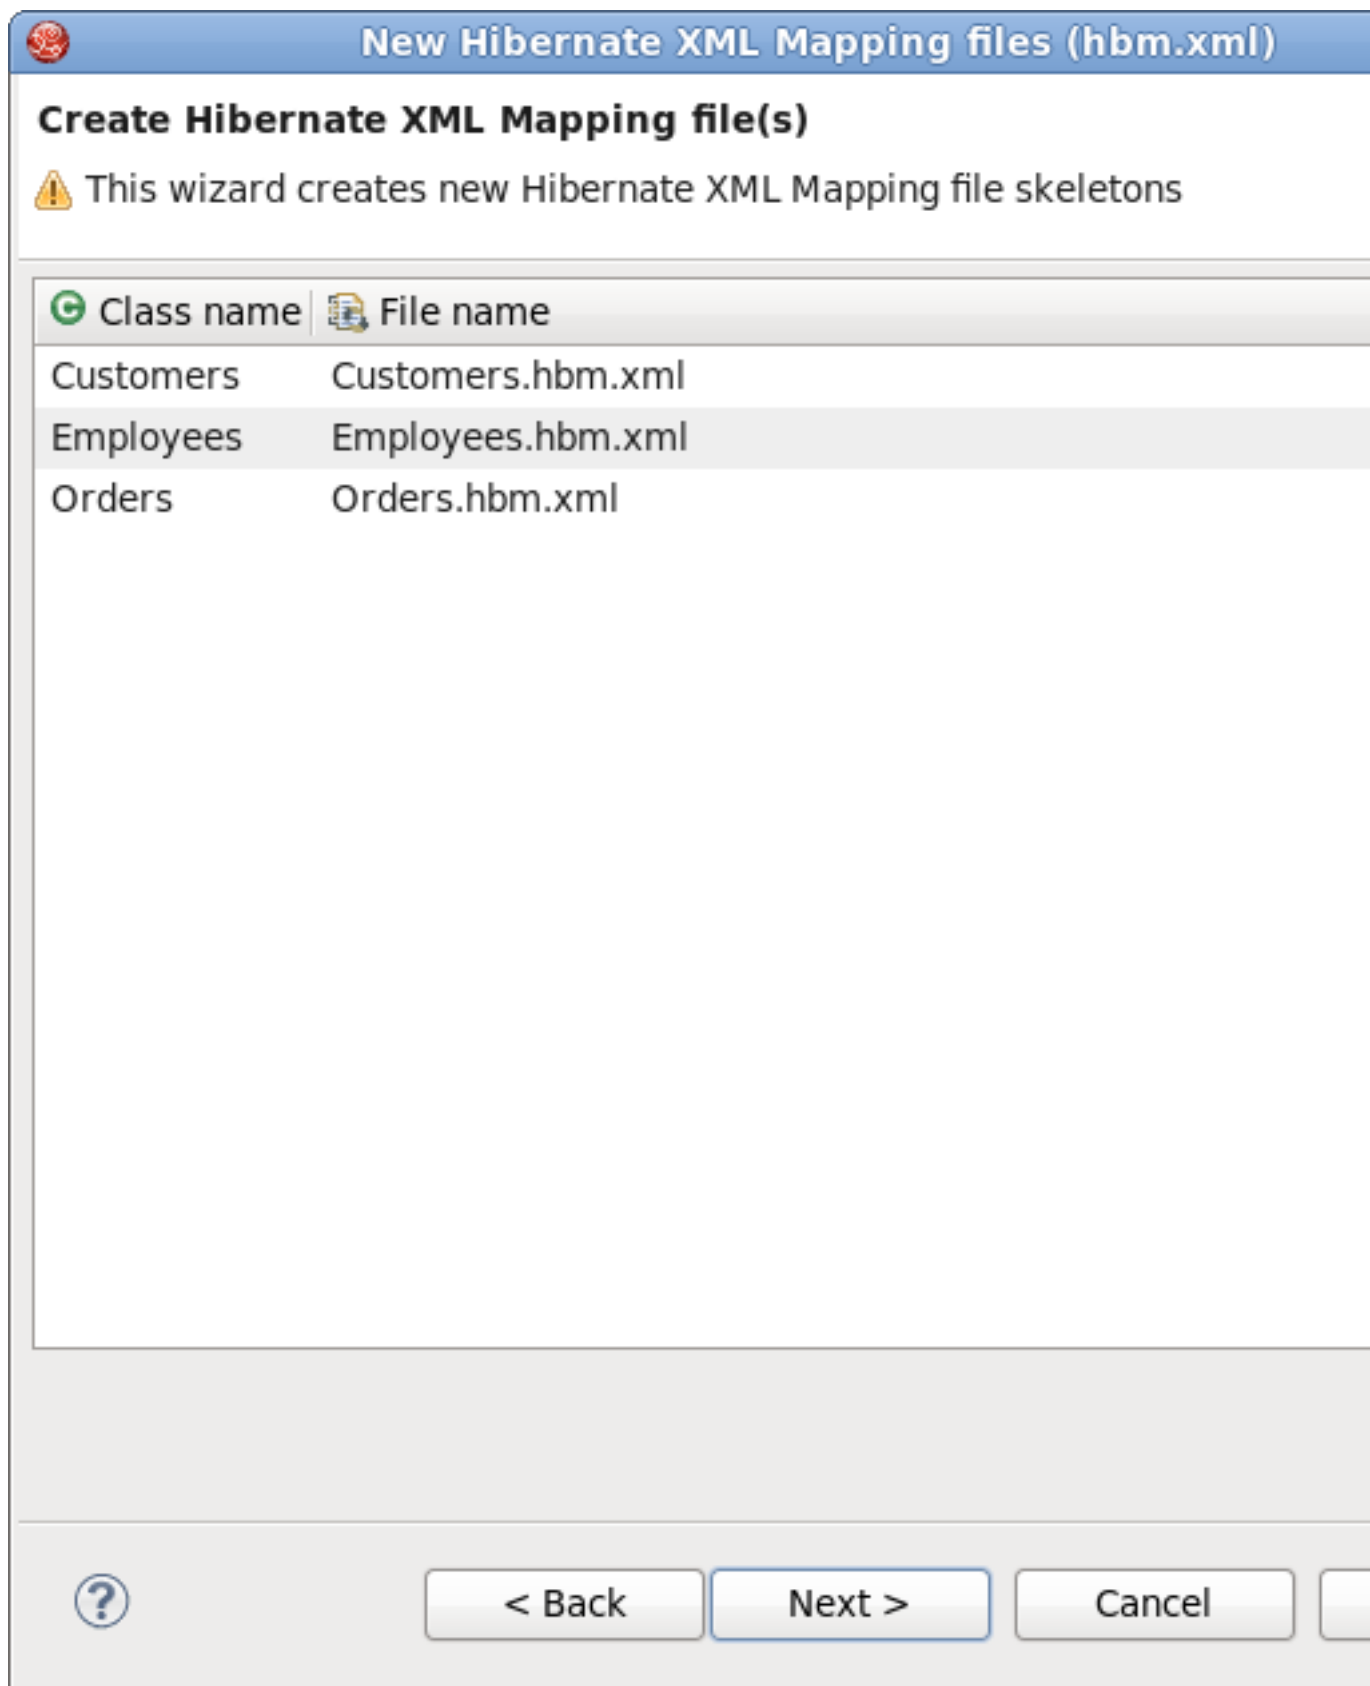 New Hibernate XML Mapping files (hbm.xml)
Create Hibernate XML Mapping file(s)
This wizard creates new Hibernate XML Mapping file skeletons
Class name File name
Customers Customers.hbm.xml
Employees Employees.hbm.xml
Orders Orders.hbm.xml
? < Back Next > Cancel